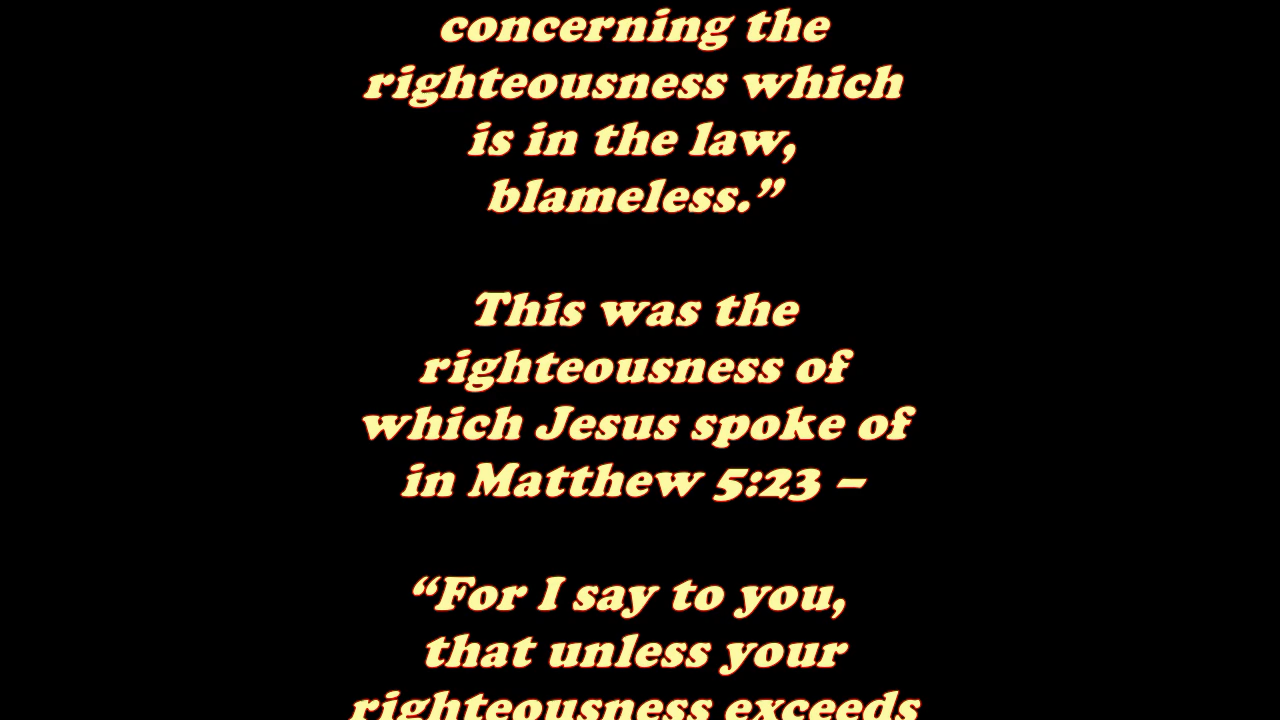 concerning the
righteousness which
is in the law,
blameless.”
This was the
righteousness of
which Jesus spoke of
in Matthew 5:23 –
“For I say to you,
that unless your
righteousness exceeds